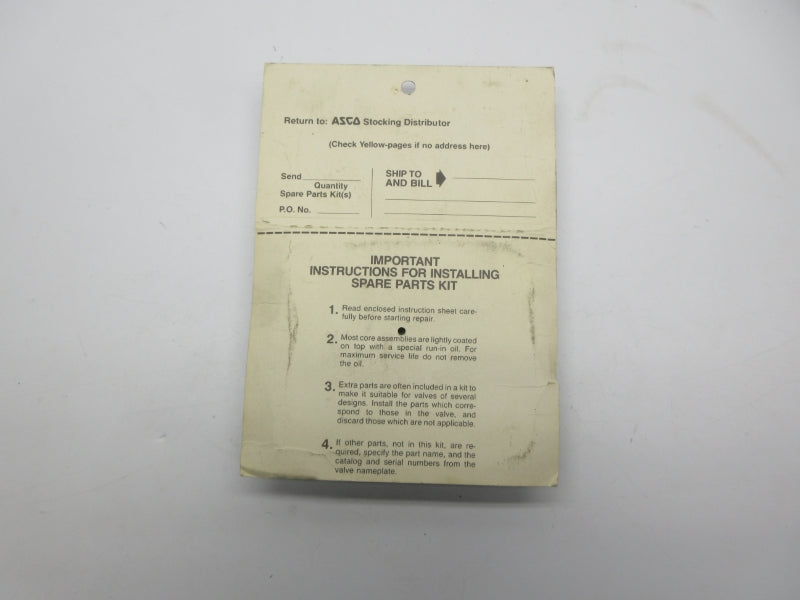 Return to: ASCO Stocking Distributor
(Check Yellow-pages if no address here)
Send
Quantity
Spare Parts Kit(s)
P.O. No.
SHIP TO
AND BILL
IMPORTANT
INSTRUCTIONS FOR INSTALLING
SPARE PARTS KIT
1. Read enclosed instruction sheet care-
fully before starting repair.
2. Most core assemblies are lightly coated
on top with a special run-in oil. For
maximum service life do not remove
the oil.
3. Extra parts are often included in a kit to
make it suitable for valves of several
designs. Install the parts which corre-
spond to those in the valve, and
discard those which are not applicable.
4. If other parts, not in this kit, are re-
quired, specify the part name, and the
catalog and serial numbers from the
valve nameplate.